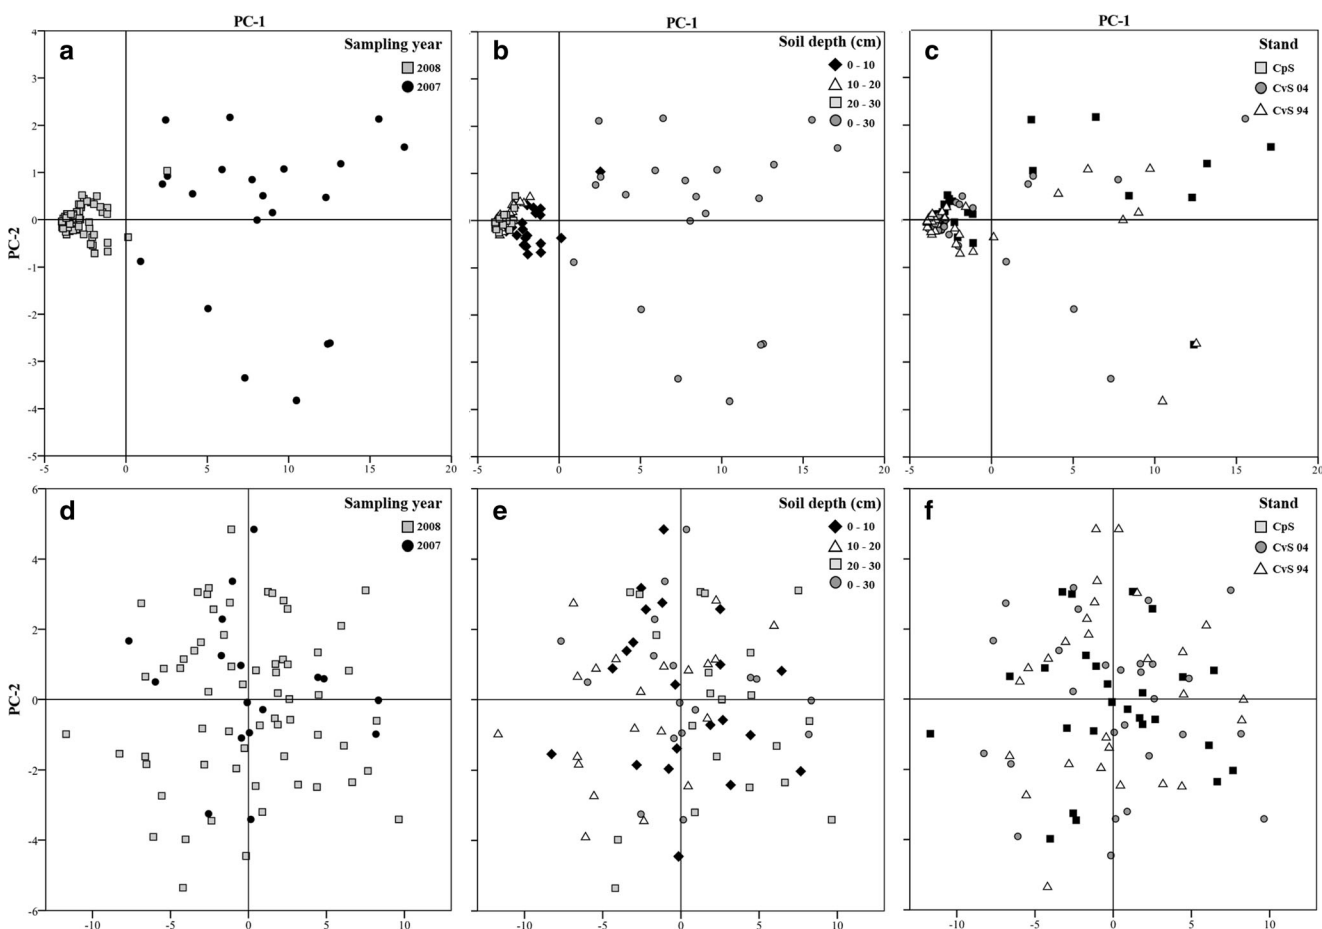 PC-1
PC-1
PC-1
a
Sampling year
2008
2007
b
Soil depth (cm)
0 - 10
10 - 20
20 - 30
0 - 30
c
Stand
CpS
CvS 04
CvS 94
4
3
2
1
0
-1
-2
-3
-4
-5
PC-2
-5 0 5 10 15 20
-5 0 5 10 15 20
-5 0 5 10 15 20
d
Sampling year
2008
2007
e
Soil depth (cm)
0 - 10
10 - 20
20 - 30
0 - 30
f
Stand
CpS
CvS 04
CvS 94
6
4
2
0
-2
-4
-6
PC-2
-10 -5 0 5 10
-10 -5 0 5 10
-10 -5 0 5 10